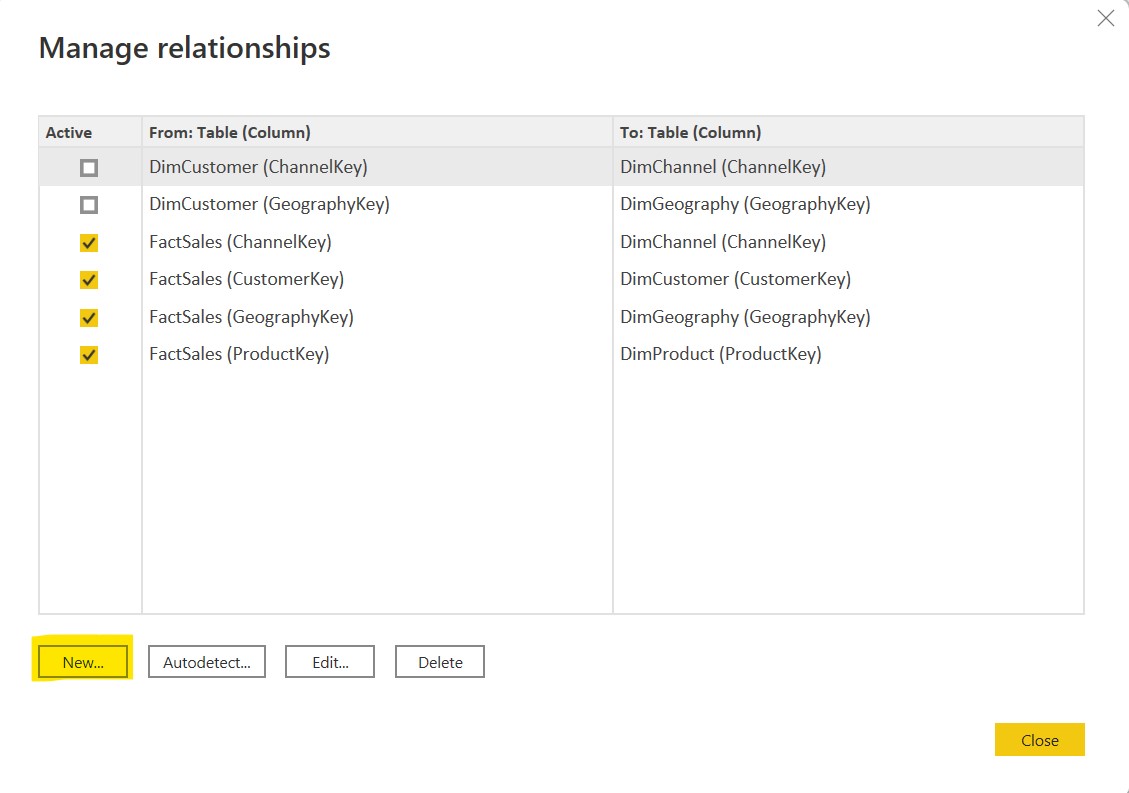 Manage relationships
Active From: Table (Column) To: Table (Column)
DimCustomer (ChannelKey) DimChannel (ChannelKey)
DimCustomer (GeographyKey) DimGeography (GeographyKey)
FactSales (ChannelKey) DimChannel (ChannelKey)
FactSales (CustomerKey) DimCustomer (CustomerKey)
FactSales (GeographyKey) DimGeography (GeographyKey)
FactSales (ProductKey) DimProduct (ProductKey)
New... Autodetect... Edit... Delete
Close